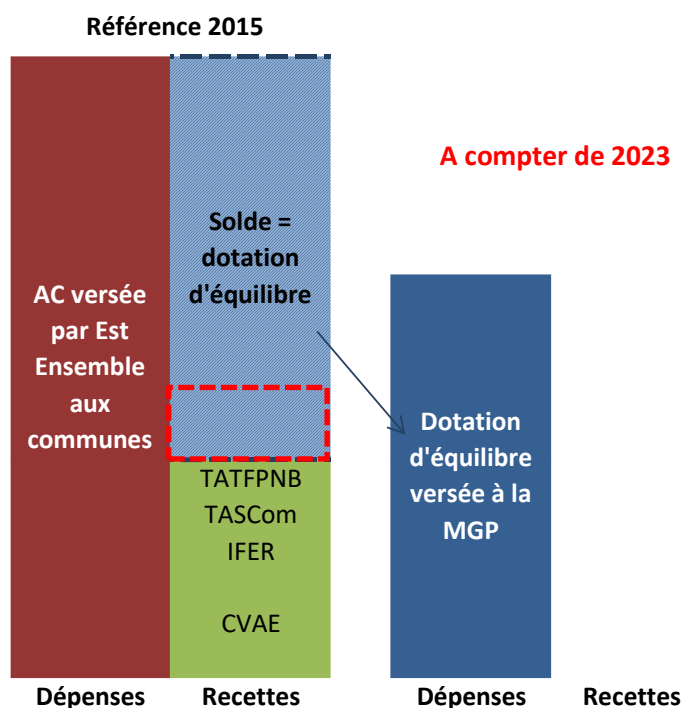 Référence 2015
A compter de 2023
AC versée
par Est
Ensemble
aux
communes
Solde =
dotation
d'équilibre
TATFPNB
TASCom
IFER
CVAE
Dotation
d'équilibre
versée à la
MGP
Dépenses
Recettes
Dépenses
Recettes